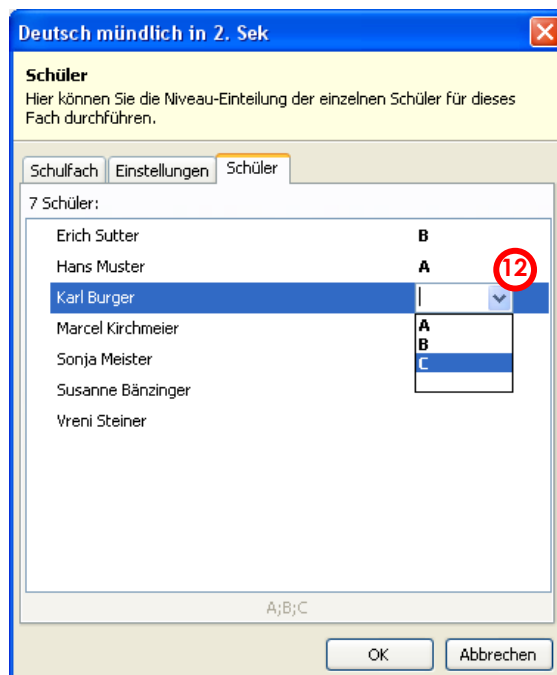 Deutsch mündlich in 2. Sek
Schüler
Hier können Sie die Niveau-Einteilung der einzelnen Schüler für dieses
Fach durchführen.
Schulfach Einstellungen Schüler
7 Schüler:
Erich Sutter B
Hans Muster A
12
Karl Burger
Marcel Kirchmeier A
B
Sonja Meister C
Susanne Bänzinger
Vreni Steiner
A;B;C
OK Abbrechen